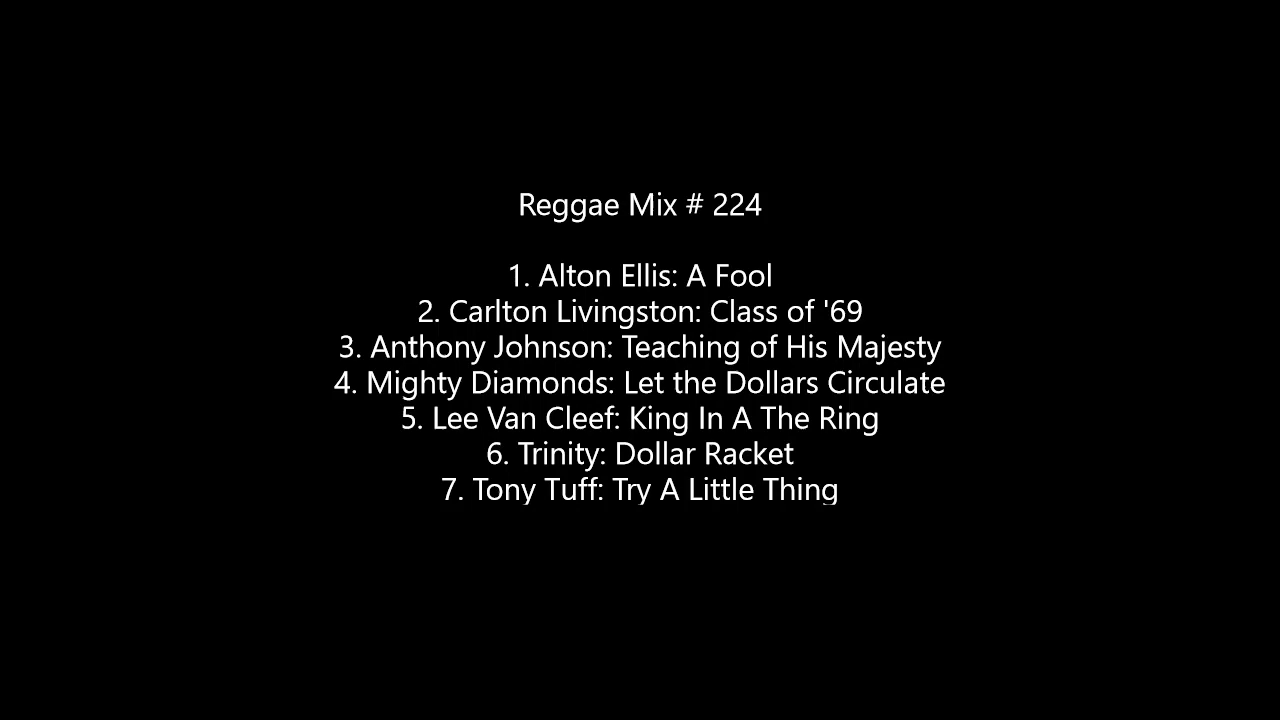 Reggae Mix # 224
1. Alton Ellis: A Fool
2. Carlton Livingston: Class of '69
3. Anthony Johnson: Teaching of His Majesty
4. Mighty Diamonds: Let the Dollars Circulate
5. Lee Van Cleef: King In A The Ring
6. Trinity: Dollar Racket
7. Tony Tuff: Try A Little Thing